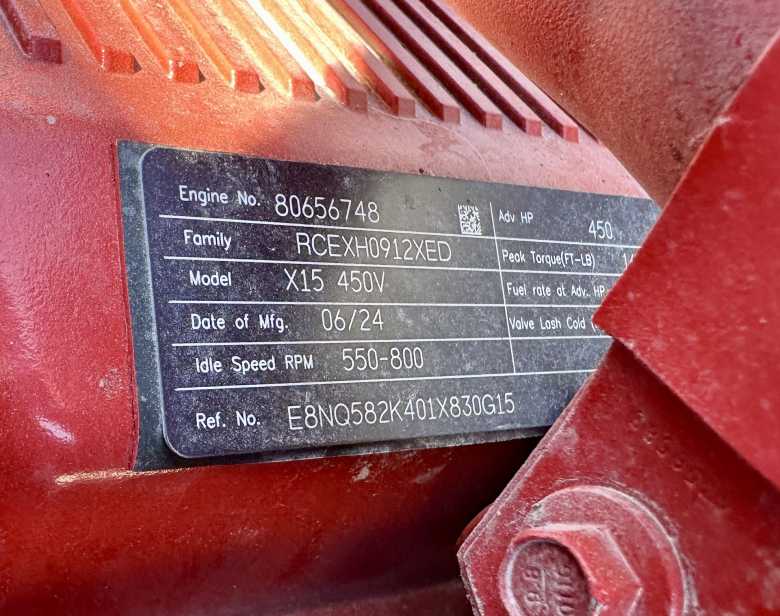 Engine No. 80656748
Family RCEXH0912XED
Model X15 450V
Date of Mfg. 06/24
Idle Speed RPM 550-800
Ref. No. E8NQ582K401X830G15
Adv HP 450
Peak Torque(FT-LB)
Fuel rate at Adv. HP
Valve Lash Cold